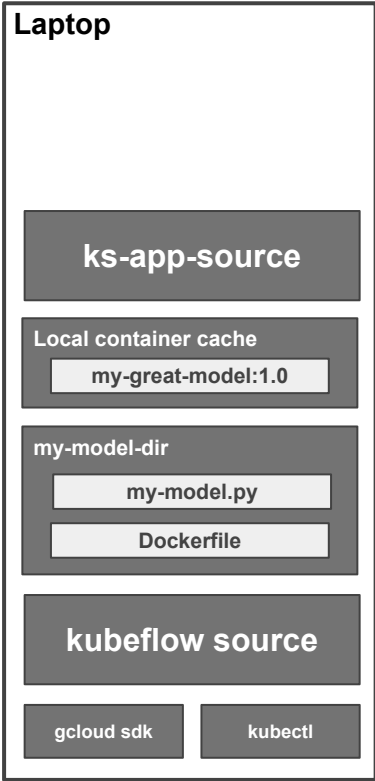 Laptop
ks-app-source
Local container cache
my-great-model:1.0
my-model-dir
my-model.py
Dockerfile
kubeflow source
gcloud sdk
kubectl